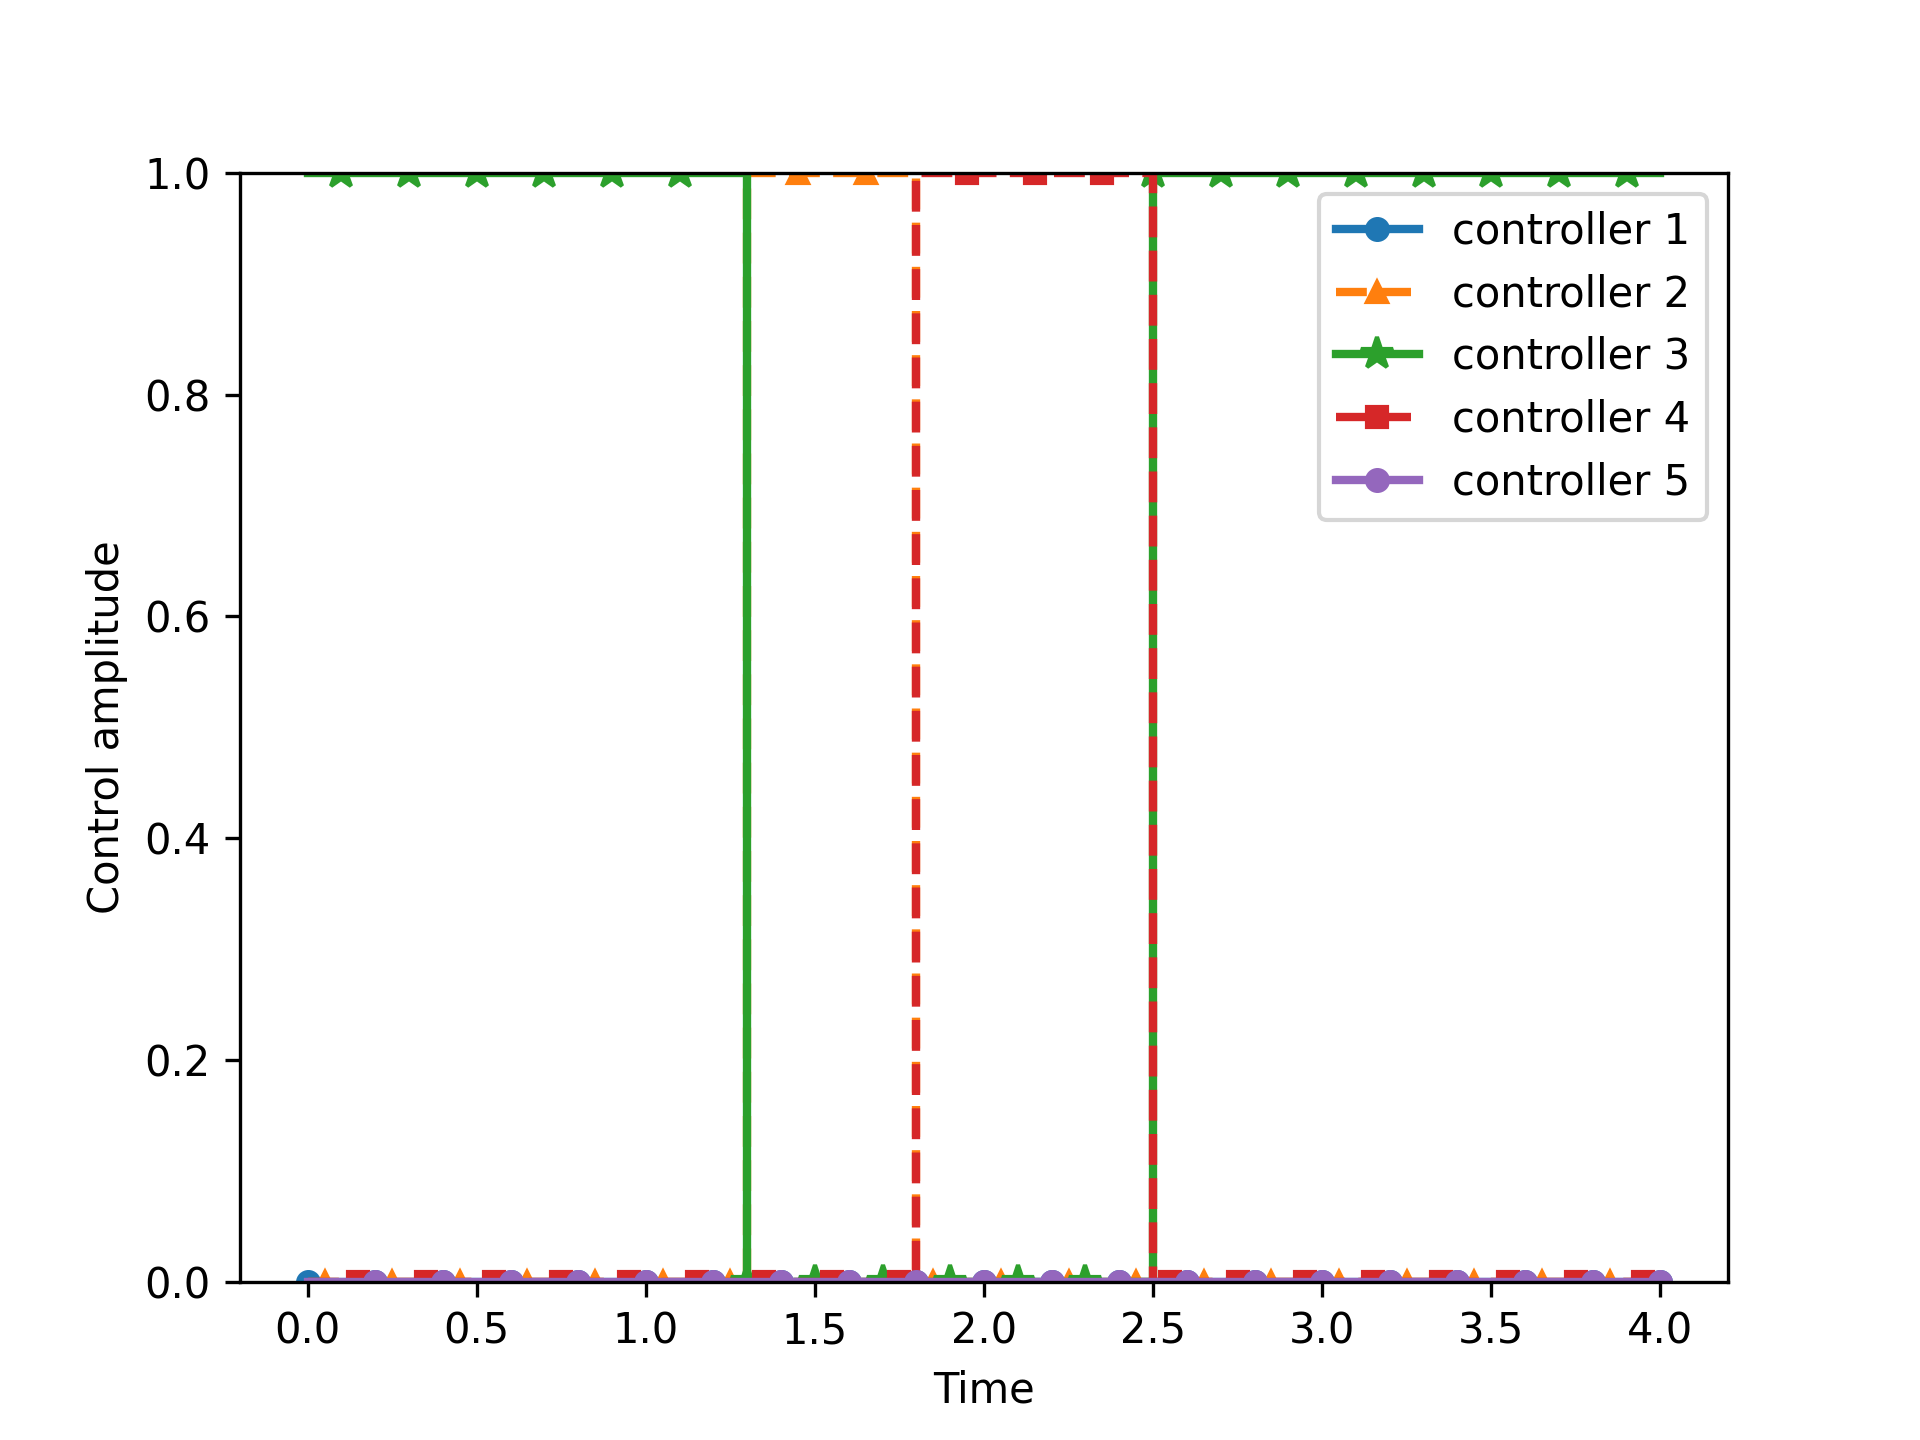 1.0
0.8
0.6
0.4
0.2
0.0
Control amplitude
controller 1
controller 2
controller 3
controller 4
controller 5
0.0 0.5 1.0 1.5 2.0 2.5 3.0 3.5 4.0
Time